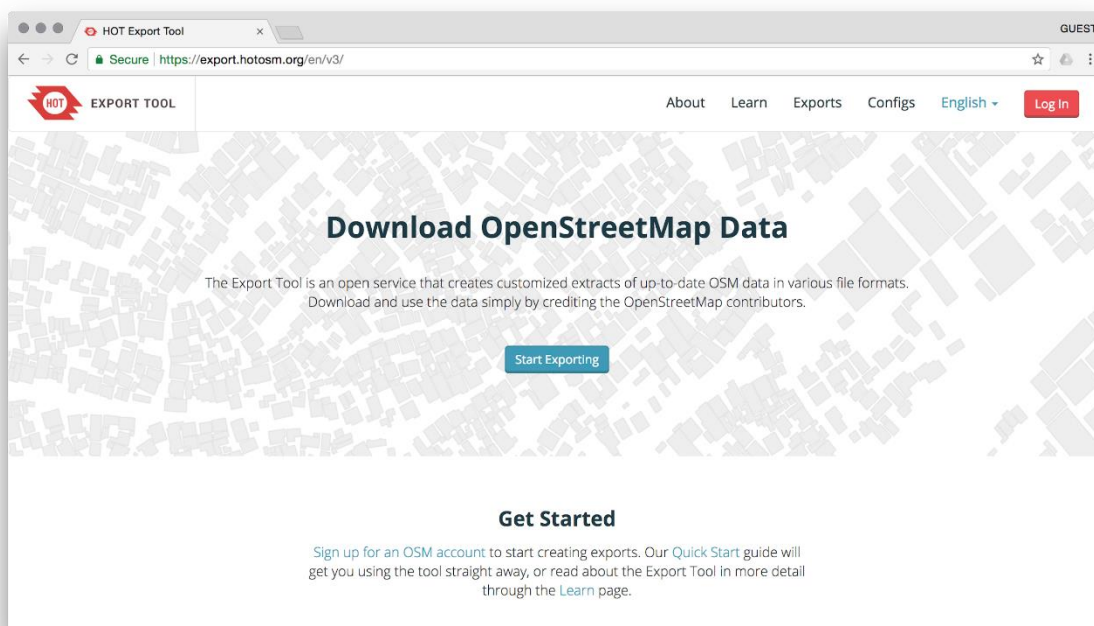 HOT Export Tool
GUEST
Secure https://export.hotosm.org/en/v3/
HOT EXPORT TOOL About Learn Exports Configs English Log In
Download OpenStreetMap Data
The Export Tool is an open service that creates customized extracts of up-to-date OSM data in various file formats.
Download and use the data simply by crediting the OpenStreetMap contributors.
Start Exporting
Get Started
Sign up for an OSM account to start creating exports. Our Quick Start guide will
get you using the tool straight away, or read about the Export Tool in more detail
through the Learn page.